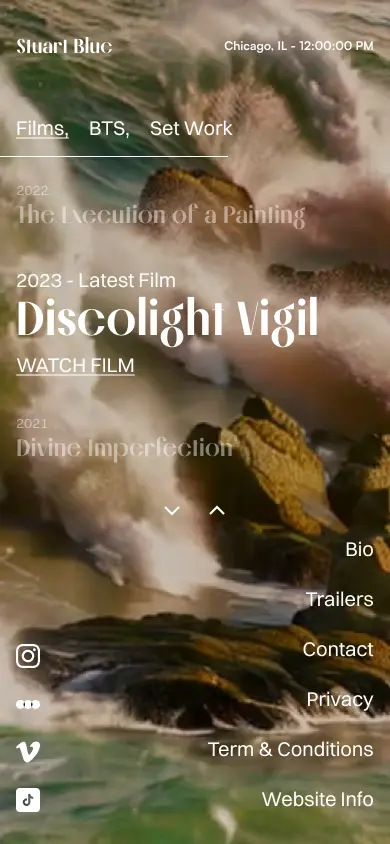 Stuart Blue
Chicago, IL - 12:00:00 PM
Films, BTS, Set Work
2022
The Execution of a Painting
2023 - Latest Film
Discolight Vigil
WATCH FILM
2021
Divine Imperfection
Bio
Trailers
Contact
Privacy
Term & Conditions
Website Info